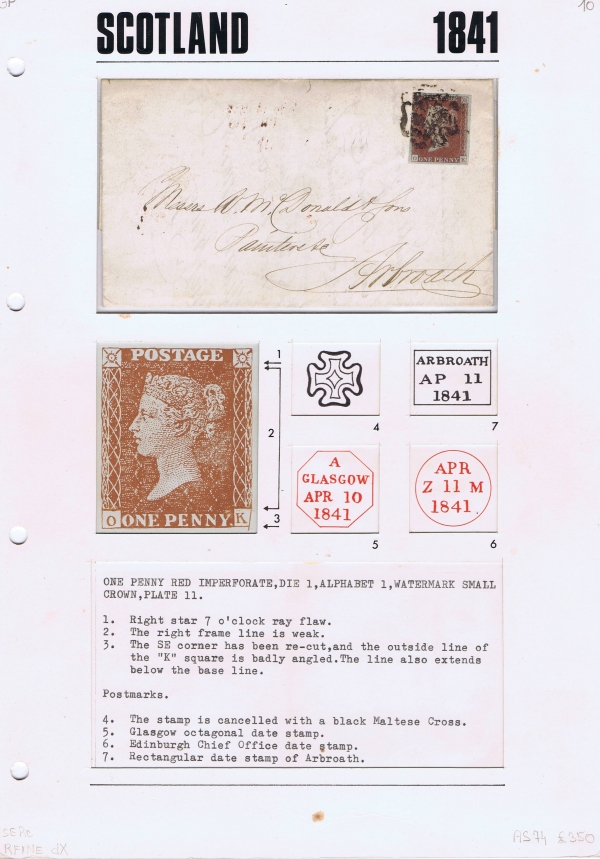 GP
10
SCOTLAND 1841
O ONE PENNY K
Messrs W. McDonald & Sons
Arbroath
POSTAGE
O ONE PENNY. K
1
2
3
4
ARBROATH
AP 11
1841
7
A
GLASGOW
APR 10
1841
5
APR
Z 11 M
1841.
6
ONE PENNY RED IMPERFORATE,DIE 1,ALPHABET 1,WATERMARK SMALL
CROWN,PLATE 11.
1. Right star 7 o'clock ray flaw.
2. The right frame line is weak.
3. The SE corner has been re-cut,and the outside line of
the "K" square is badly angled.The line also extends
below the base line.
Postmarks.
4. The stamp is cancelled with a black Maltese Cross.
5. Glasgow octagonal date stamp.
6. Edinburgh Chief Office date stamp.
7. Rectangular date stamp of Arbroath.
AS74 £350